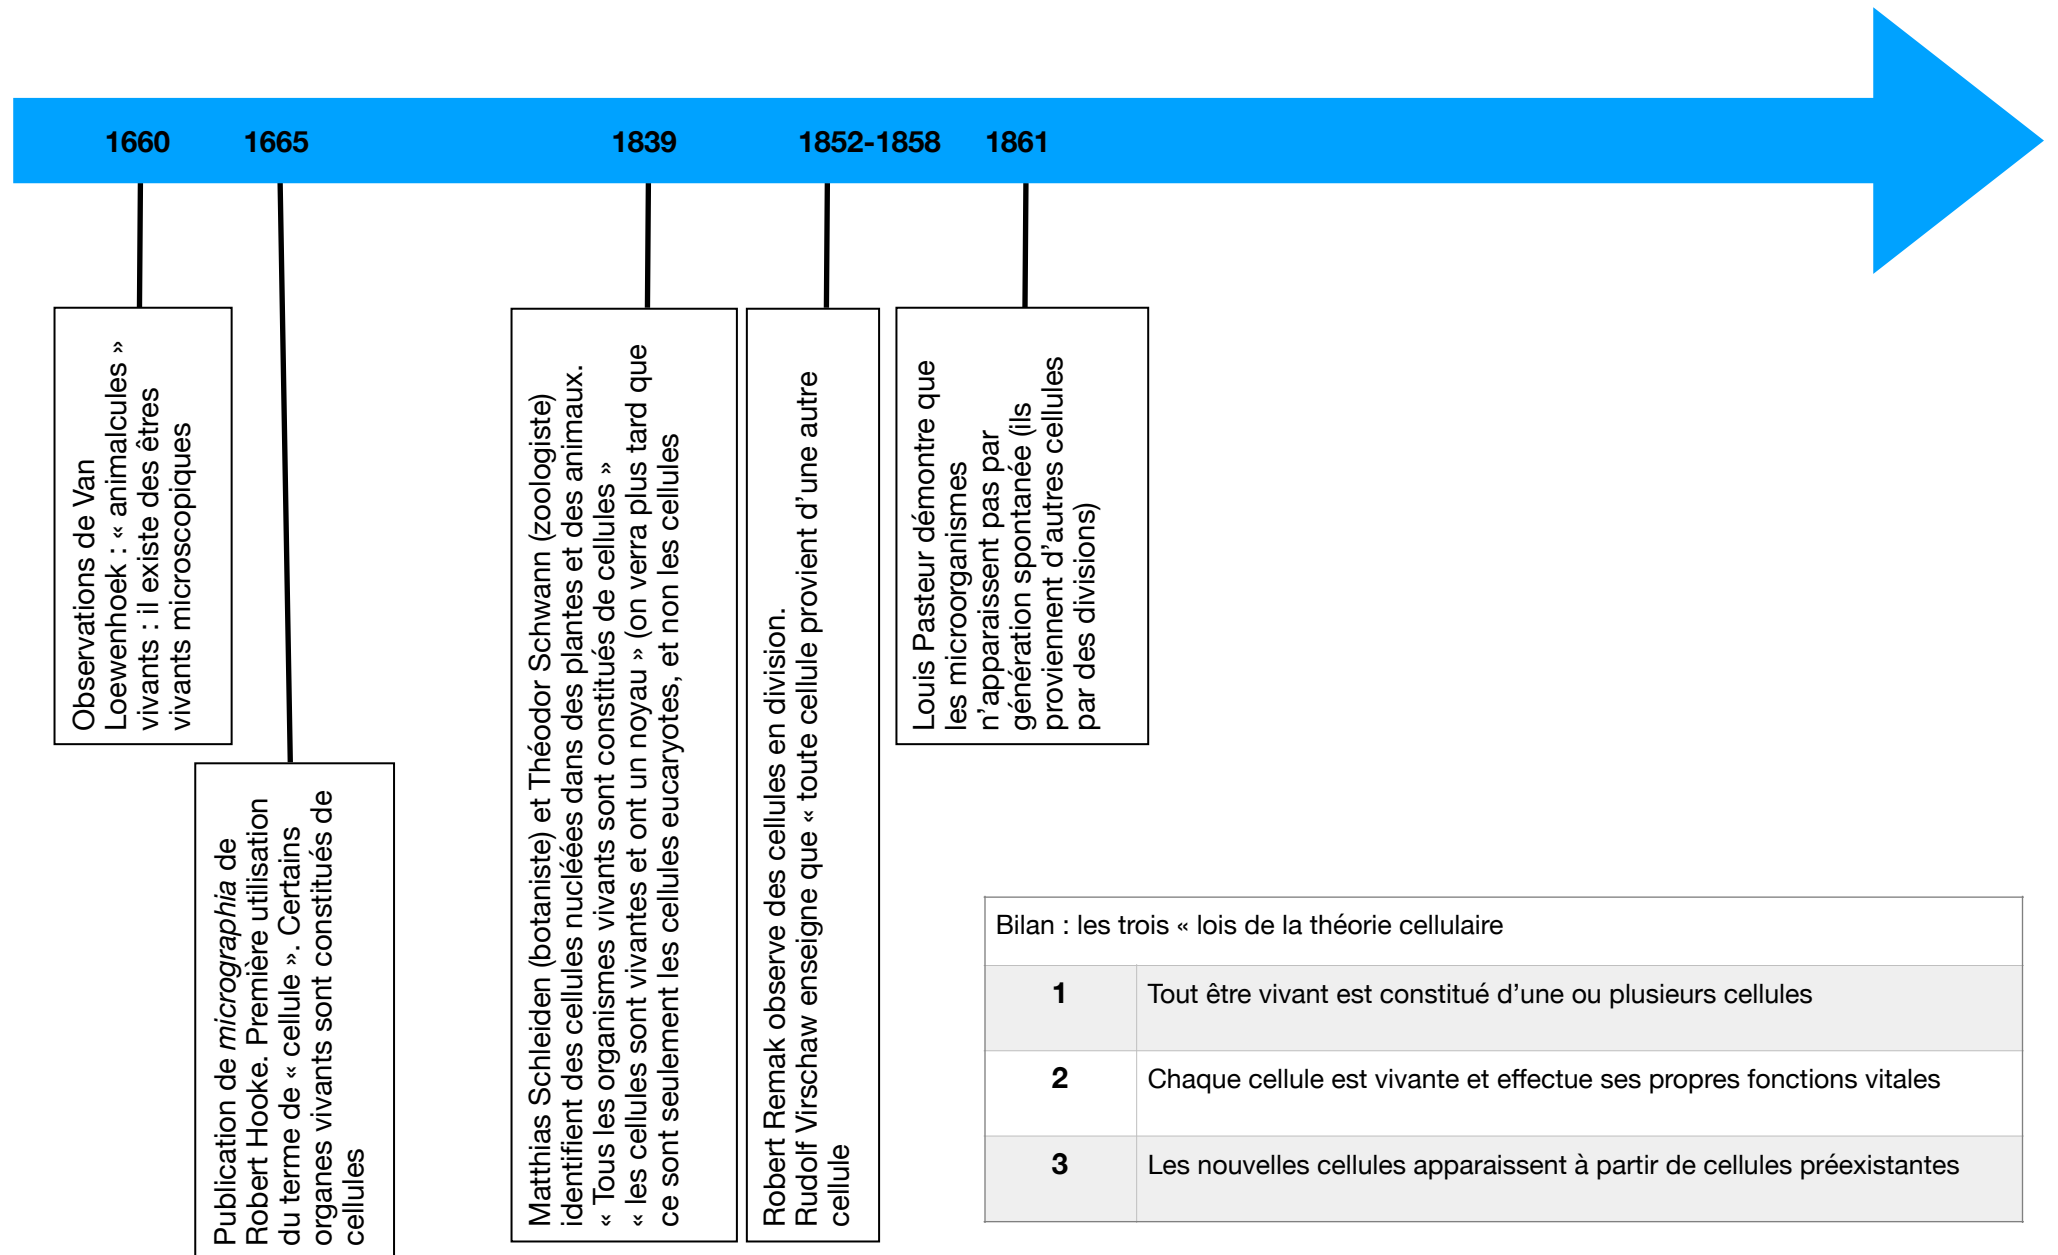 1660
1665
1839
1852-1858
1861
Observations de Van
Loewenhoek : « animalcules »
vivants : il existe des êtres
vivants microscopiques
Publication de micrographia de
Robert Hooke. Première utilisation
du terme de « cellule ». Certains
organes vivants sont constitués de
cellules
Matthias Schleiden (botaniste) et Théodor Schwann (zoologiste)
identifient des cellules nucléées dans des plantes et des animaux.
« Tous les organismes vivants sont constitués de cellules »
« les cellules sont vivantes et ont un noyau » (on verra plus tard que
ce sont seulement les cellules eucaryotes, et non les cellules
Robert Remak observe des cellules en division.
Rudolf Virschaw enseigne que « toute cellule provient d'une autre
cellule
Louis Pasteur démontre que
les microorganismes
n'apparaissent pas par
génération spontanée (ils
proviennent d'autres cellules
par des divisions)
Bilan : les trois « lois de la théorie cellulaire
1 Tout être vivant est constitué d'une ou plusieurs cellules
2 Chaque cellule est vivante et effectue ses propres fonctions vitales
3 Les nouvelles cellules apparaissent à partir de cellules préexistantes